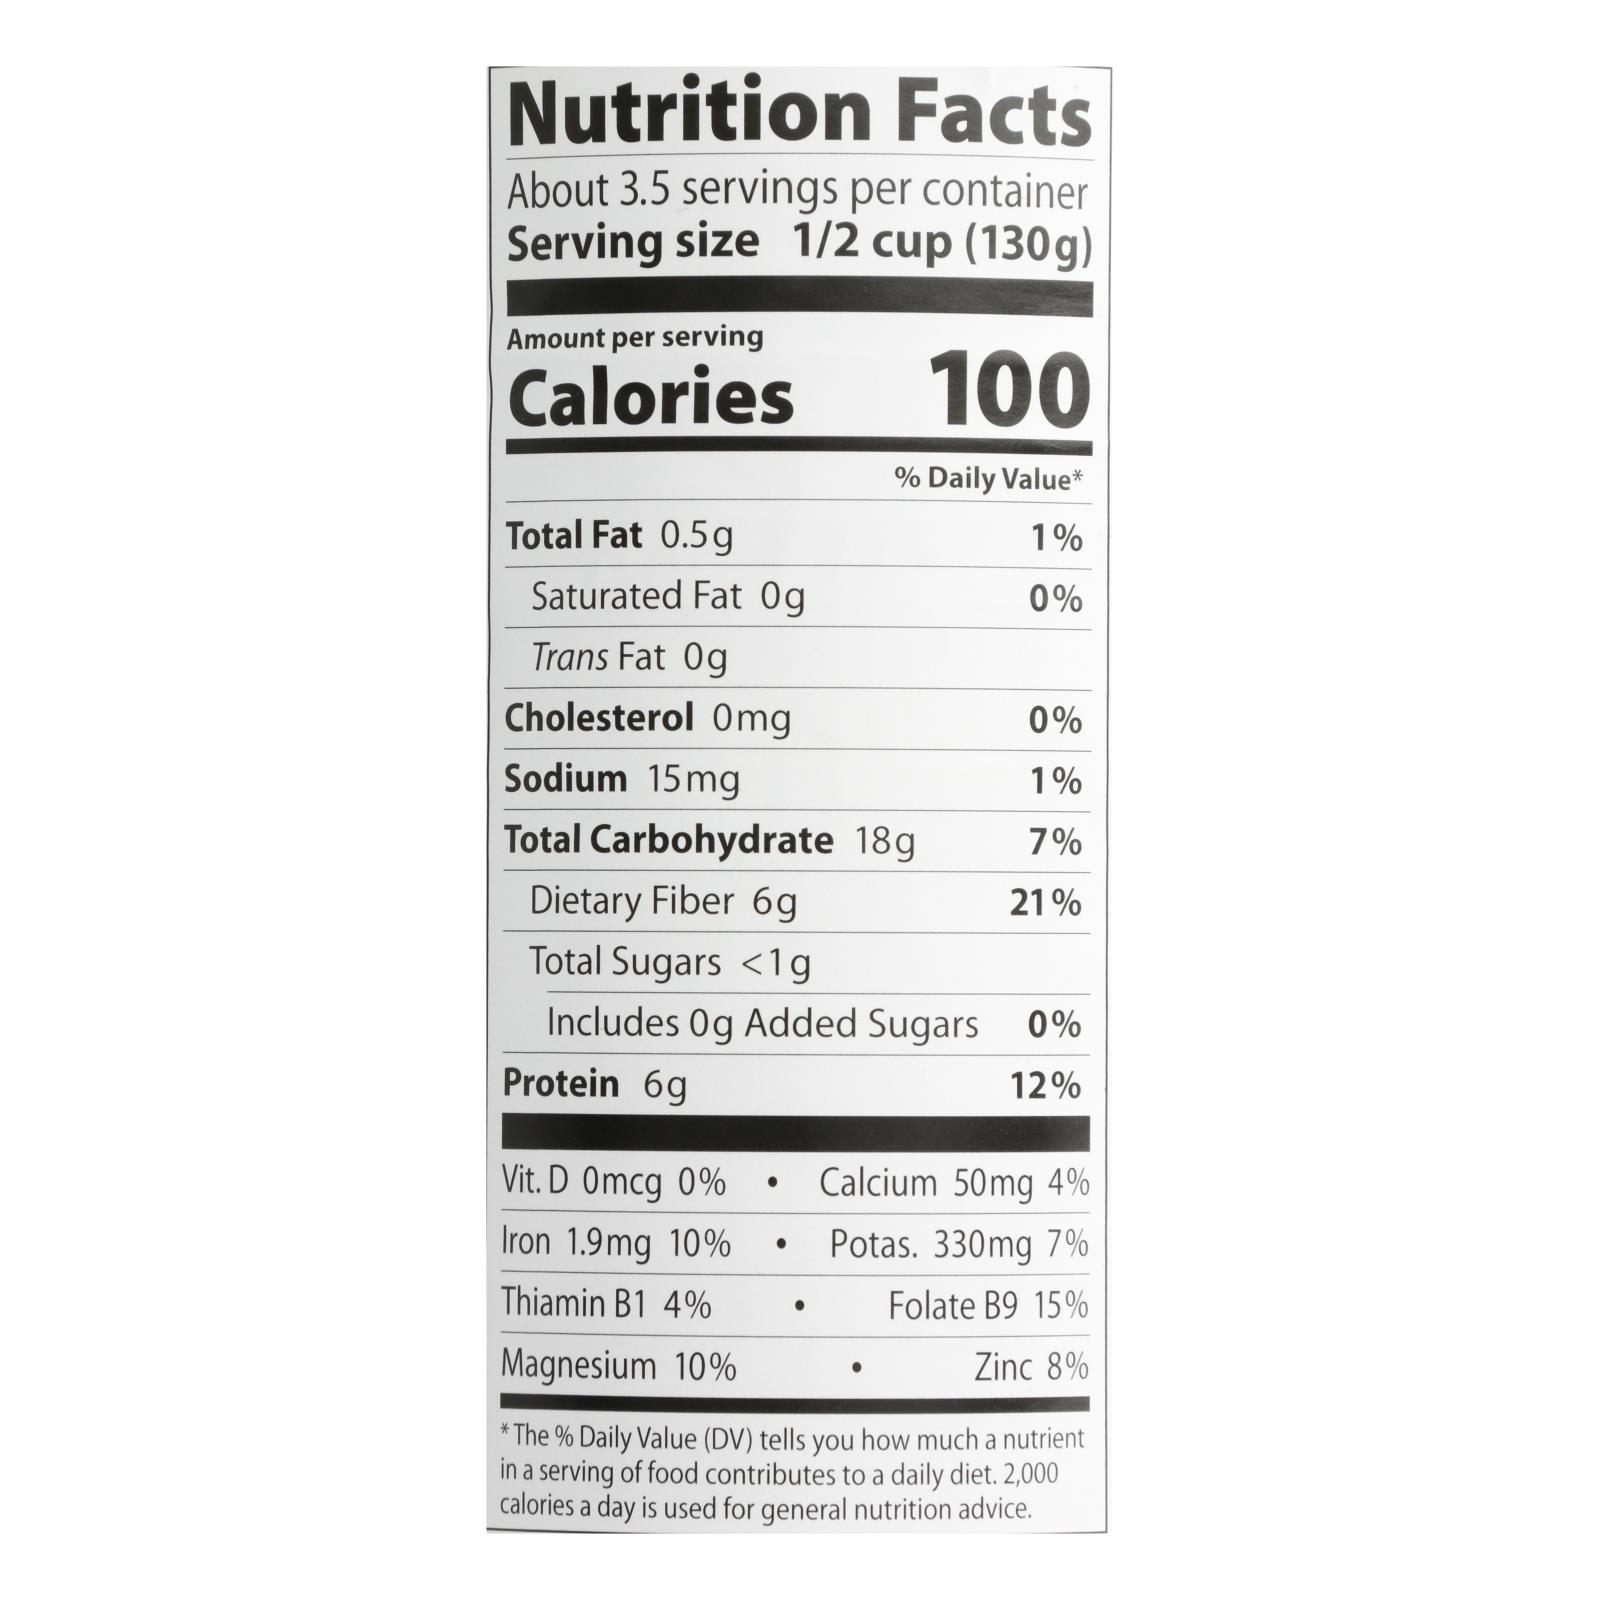 Nutrition Facts
About 3.5 servings per container
Serving size 1/2 cup (130g)
Amount per serving
Calories 100
% Daily Value*
Total Fat 0.5g 1%
Saturated Fat 0g 0%
Trans Fat 0g
Cholesterol 0mg 0%
Sodium 15mg 1%
Total Carbohydrate 18g 7%
Dietary Fiber 6g 21%
Total Sugars <1g
Includes 0g Added Sugars 0%
Protein 6g 12%
Vit. D 0mcg 0% • Calcium 50mg 4%
Iron 1.9mg 10% • Potas. 330mg 7%
Thiamin B1 4% • Folate B9 15%
Magnesium 10% • Zinc 8%
* The % Daily Value (DV) tells you how much a nutrient
in a serving of food contributes to a daily diet. 2,000
calories a day is used for general nutrition advice.